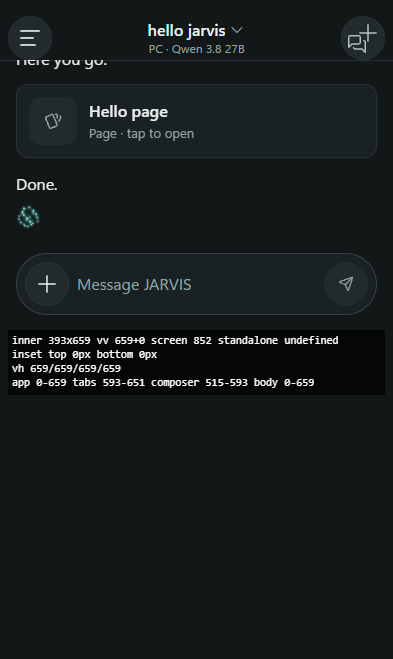 hello jarvis
PC · Qwen 3.8 27B
Here you go.
Hello page
Page · tap to open
Done.
Message JARVIS
inner 393x659 vv 659+0 screen 852 standalone undefined
inset top 0px bottom 0px
vh 659/659/659/659
app 0-659 tabs 593-651 composer 515-593 body 0-659